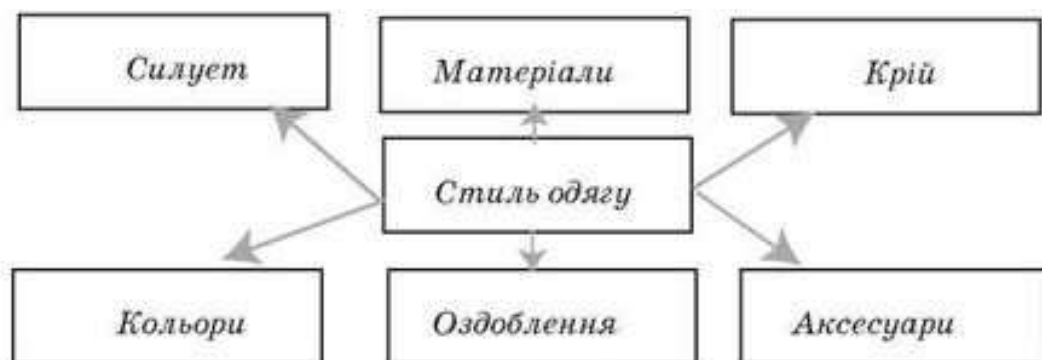 Силует
Матеріали
Крій
Стиль одягу
Кольори
Оздоблення
Аксесуари